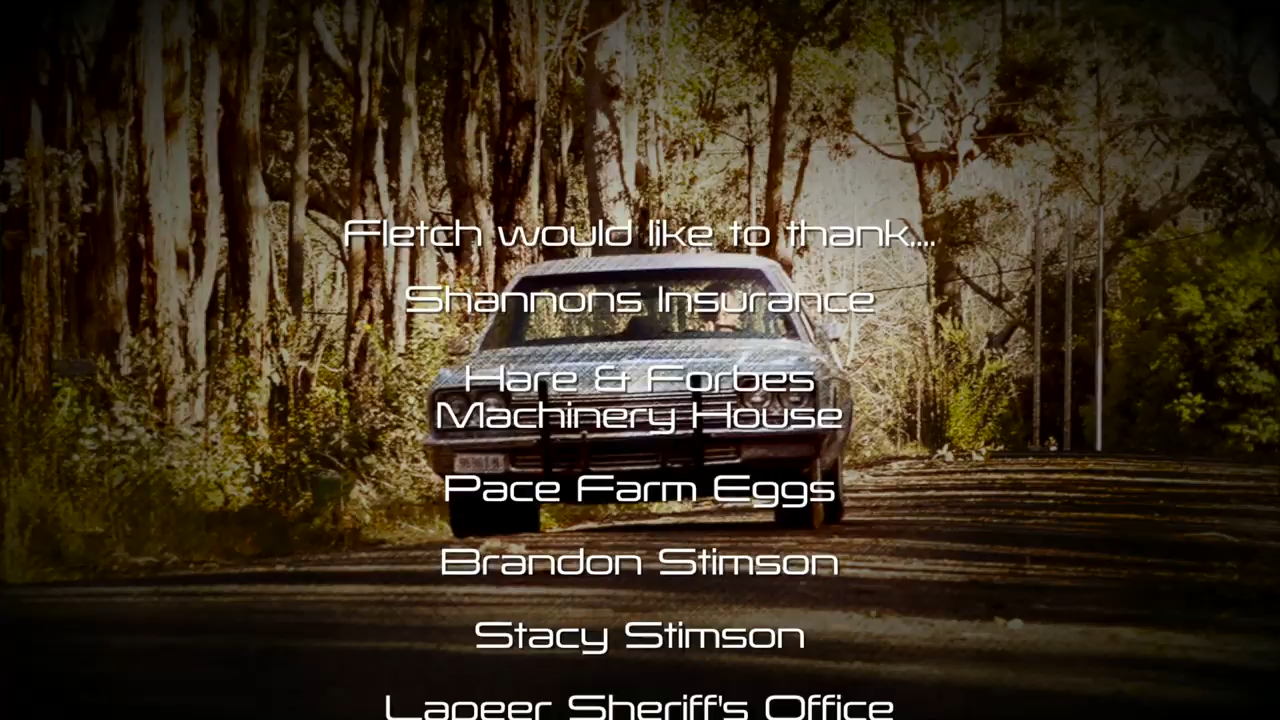 Fletch would like to thank....
Shannons Insurance
Hare & Forbes
Machinery House
Pace Farm Eggs
Brandon Stimson
Stacy Stimson
Lapeer Sheriff's Office